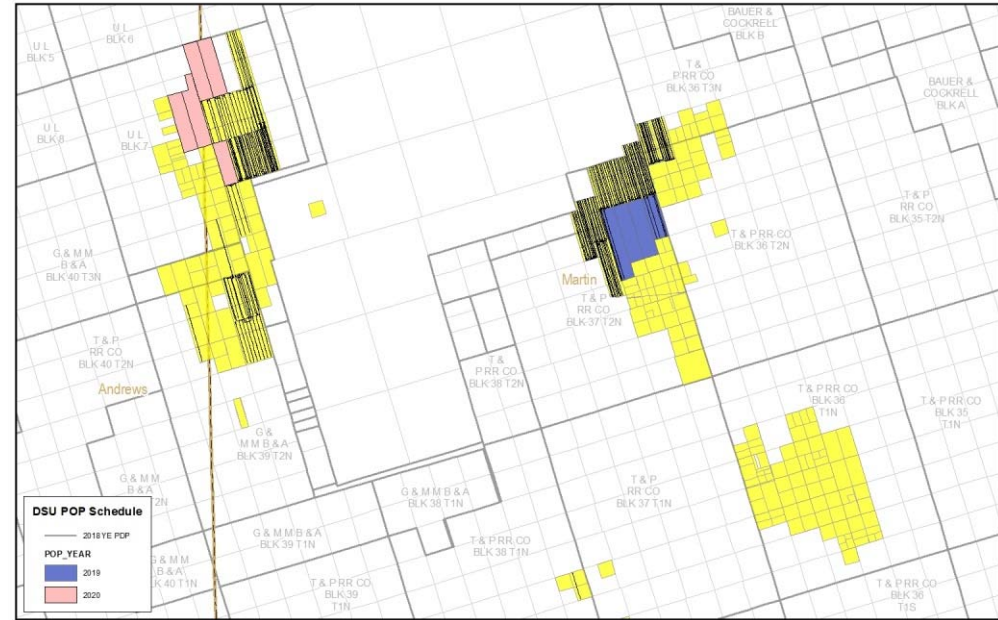 U L
BLK 5
U L
BLK 6
U L
BLK 8
U L
BLK 7
BAUER &
COCKRELL
BLK B
T &
P RR CO
BLK 36 T3N
BAUER &
COCKRELL
BLK A
T & P
RR CO
BLK 35 T2N
T & P RR CO
BLK 36 T2N
G & M M
B & A
BLK 40 T3N
Martin
T & P
RR CO
BLK 37 T2N
T & P
RR CO
BLK 40 T2N
Andrews
T &
P RR CO
BLK 38 T2N
T & P RR CO
BLK 36
T1N
T & P RR CO
BLK 35
T1N
G &
M M B & A
BLK 39 T2N
G & M M
B & A
T2N
G & M M B & A
BLK 38 T1N
T & P
RR CO
BLK 37 T1N
G & M M B & A
BLK 39 T1N
T & P RR CO
BLK 38 T1N
G & M M
B & A
K 40 T1N
T & P RR CO
BLK 39
T1N
T & P RR CO
BLK 36
T1S
DSU POP Schedule
2018 YE PDP
POP_YEAR
2019
2020